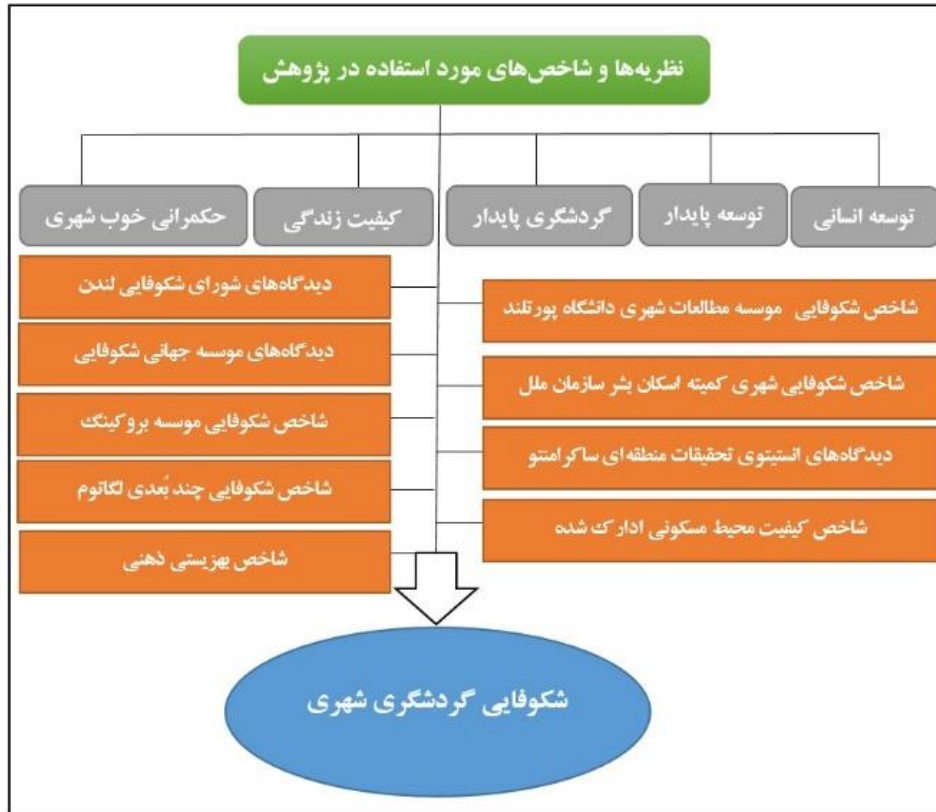 نظریه‌ها و شاخص‌های مورد استفاده در پژوهش
توسعه انسانی
توسعه پایدار
گردشگری پایدار
کیفیت زندگی
حکمرانی خوب شهری
شاخص شکوفایی موسسه مطالعات شهری دانشگاه پورتلند
شاخص شکوفایی شهری کمیته اسکان بشر سازمان ملل
دیدگاه‌های انستیتوی تحقیقات منطقه‌ای ساکرامنتو
شاخص کیفیت محیط مسکونی ادارک شده
دیدگاه‌های شورای شکوفایی لندن
دیدگاه‌های موسسه جهانی شکوفایی
شاخص شکوفایی موسسه بروکینگ
شاخص شکوفایی چند بُعدی لگاتوم
شاخص بهزیستی ذهنی
شکوفایی گردشگری شهری